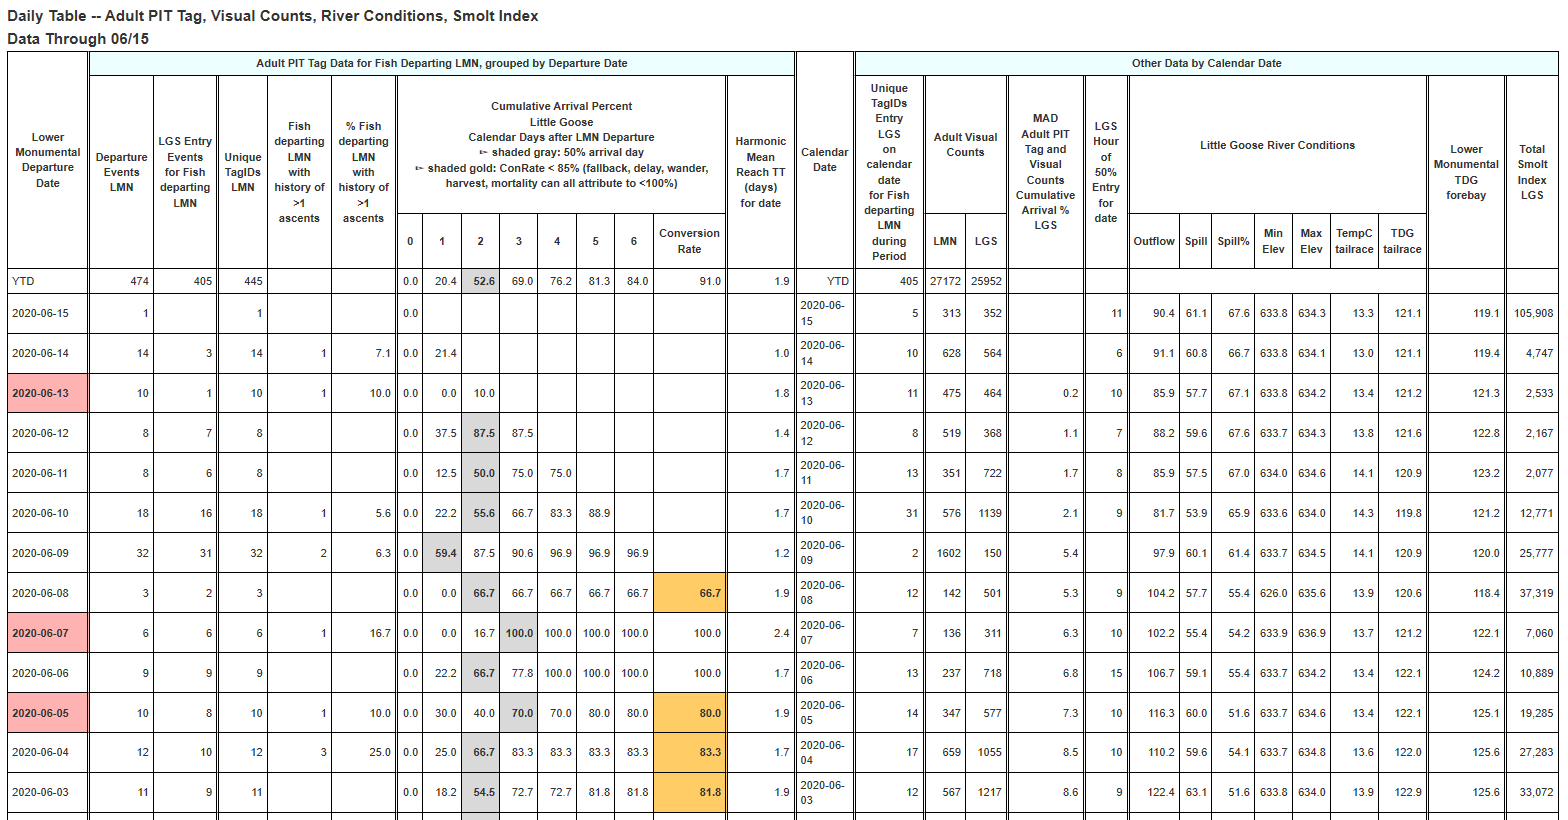 Daily Table -- Adult PIT Tag, Visual Counts, River Conditions, Smolt Index
Data Through 06/15
Lower Monumental Departure Date
Adult PIT Tag Data for Fish Departing LMN, grouped by Departure Date
Calendar Date
Other Data by Calendar Date
Departure Events LMN
LGS Entry Events for Fish departing LMN
Unique TagIDs LMN
Fish departing LMN with history of >1 ascents
% Fish departing LMN with history of >1 ascents
Cumulative Arrival Percent
Little Goose
Calendar Days after LMN Departure
➳ shaded gray: 50% arrival day
➳ shaded gold: ConRate < 85% (fallback, delay, wander, harvest, mortality can all attribute to <100%)
Harmonic Mean Reach TT (days) for date
Unique TagIDs Entry LGS on calendar date for Fish departing LMN during Period
Adult Visual Counts
MAD Adult PIT Tag and Visual Counts Cumulative Arrival % LGS
LGS Hour of 50% Entry for date
Little Goose River Conditions
Lower Monumental TDG forebay
Total Smolt Index LGS
0 1 2 3 4 5 6 Conversion Rate
LMN LGS
Outflow Spill Spill% Min Elev Max Elev TempC tailrace TDG tailrace
YTD 474 405 445 0.0 20.4 52.6 69.0 76.2 81.3 84.0 91.0 1.9 YTD 405 27172 25952
2020-06-15 1 1 0.0 2020-06-15 5 313 352 11 90.4 61.1 67.6 633.8 634.3 13.3 121.1 119.1 105,908
2020-06-14 14 3 14 1 7.1 0.0 21.4 1.0 2020-06-14 10 628 564 6 91.1 60.8 66.7 633.8 634.1 13.0 121.1 119.4 4,747
2020-06-13 10 1 10 1 10.0 0.0 0.0 10.0 1.8 2020-06-13 11 475 464 0.2 10 85.9 57.7 67.1 633.8 634.2 13.4 121.2 121.3 2,533
2020-06-12 8 7 8 0.0 37.5 87.5 87.5 1.4 2020-06-12 8 519 368 1.1 7 88.2 59.6 67.6 633.7 634.3 13.8 121.6 122.8 2,167
2020-06-11 8 6 8 0.0 12.5 50.0 75.0 75.0 1.7 2020-06-11 13 351 722 1.7 8 85.9 57.5 67.0 634.0 634.6 14.1 120.9 123.2 2,077
2020-06-10 18 16 18 1 5.6 0.0 22.2 55.6 66.7 83.3 88.9 1.7 2020-06-10 31 576 1139 2.1 9 81.7 53.9 65.9 633.6 634.0 14.3 119.8 121.2 12,771
2020-06-09 32 31 32 2 6.3 0.0 59.4 87.5 90.6 96.9 96.9 96.9 1.2 2020-06-09 2 1602 150 5.4 97.9 60.1 61.4 633.7 634.5 14.1 120.9 120.0 25,777
2020-06-08 3 2 3 0.0 0.0 66.7 66.7 66.7 66.7 66.7 66.7 1.9 2020-06-08 12 142 501 5.3 9 104.2 57.7 55.4 626.0 635.6 13.9 120.6 118.4 37,319
2020-06-07 6 6 6 1 16.7 0.0 0.0 16.7 100.0 100.0 100.0 100.0 100.0 2.4 2020-06-07 7 136 311 6.3 10 102.2 55.4 54.2 633.9 636.9 13.7 121.2 122.1 7,060
2020-06-06 9 9 9 0.0 22.2 66.7 77.8 100.0 100.0 100.0 100.0 1.7 2020-06-06 13 237 718 6.8 15 106.7 59.1 55.4 633.7 634.2 13.4 122.1 124.2 10,889
2020-06-05 10 8 10 1 10.0 0.0 30.0 40.0 70.0 70.0 80.0 80.0 80.0 1.9 2020-06-05 14 347 577 7.3 10 116.3 60.0 51.6 633.7 634.6 13.4 122.1 125.1 19,285
2020-06-04 12 10 12 3 25.0 0.0 25.0 66.7 83.3 83.3 83.3 83.3 83.3 1.7 2020-06-04 17 659 1055 8.5 10 110.2 59.6 54.1 633.7 634.8 13.6 122.0 125.6 27,283
2020-06-03 11 9 11 0.0 18.2 54.5 72.7 72.7 81.8 81.8 81.8 1.9 2020-06-03 12 567 1217 8.6 9 122.4 63.1 51.6 633.8 634.0 13.9 122.9 125.6 33,072